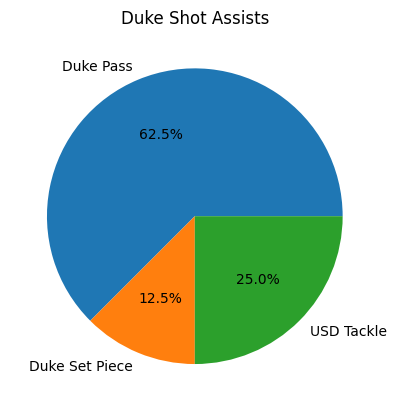 Duke Shot Assists
Duke Pass
62.5%
25.0%
12.5%
USD Tackle
Duke Set Piece